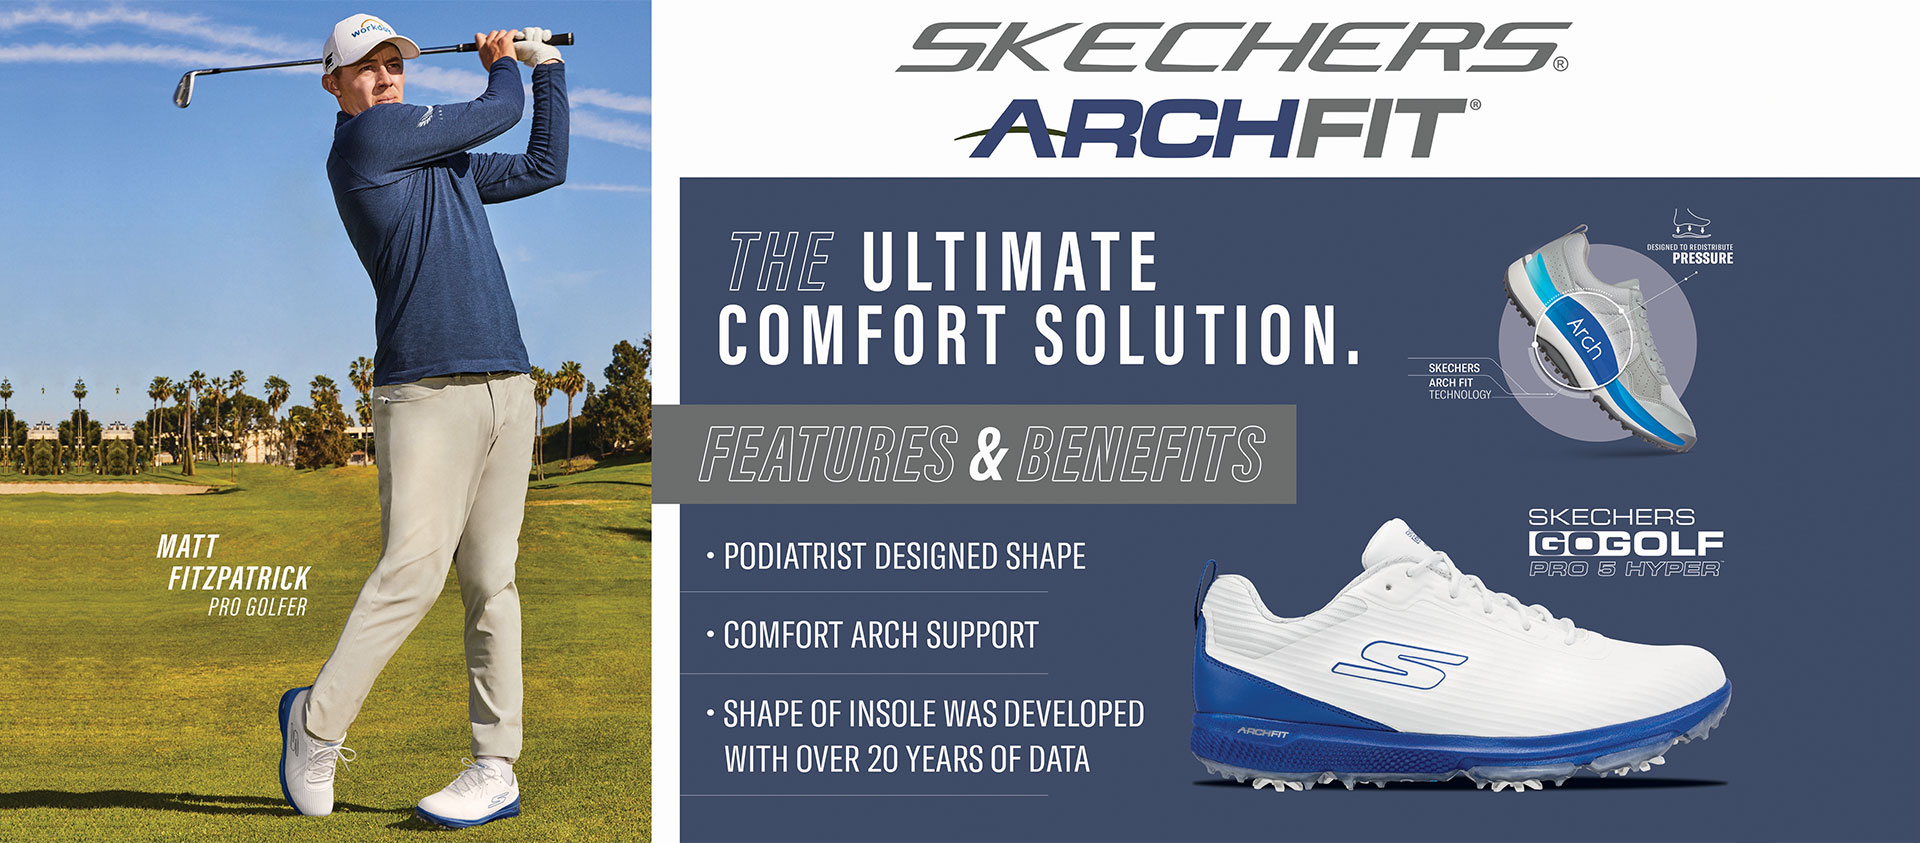 workday
MATT
FITZPATRICK
PRO GOLFER
SKECHERS®
ARCHFIT®
THE ULTIMATE
COMFORT SOLUTION.
DESIGNED TO REDISTRIBUTE
PRESSURE
Arch
SKECHERS
ARCH FIT
TECHNOLOGY
FEATURES & BENEFITS
• PODIATRIST DESIGNED SHAPE
• COMFORT ARCH SUPPORT
• SHAPE OF INSOLE WAS DEVELOPED
WITH OVER 20 YEARS OF DATA
SKECHERS
GOGOLF
PRO 5 HYPER™
ARCHFIT